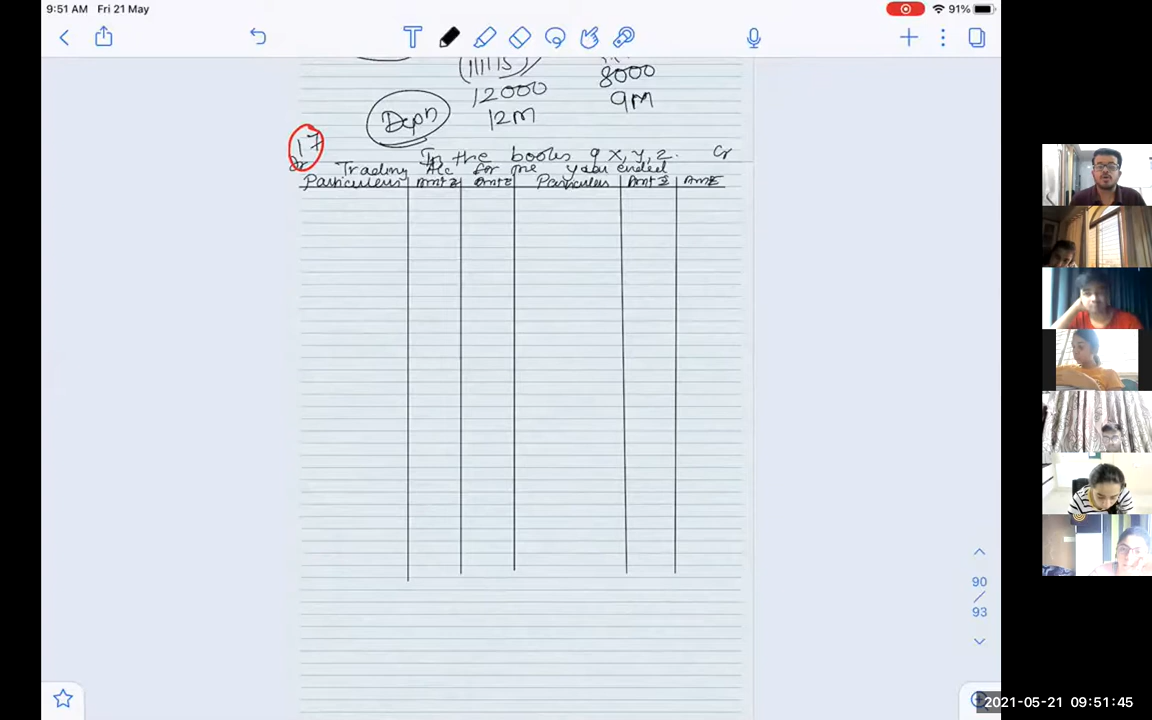 9:51 AM Fri 21 May
91%
T
12000
8000
Depn
12M
9M
17
In the books of X, Y, Z.
Dr
Cr
Trading A/c for the year ended
Particulars Amt ₹ Amt ₹ Particulars Amt ₹ Amt ₹
90
/
93
2021-05-21 09:51:45